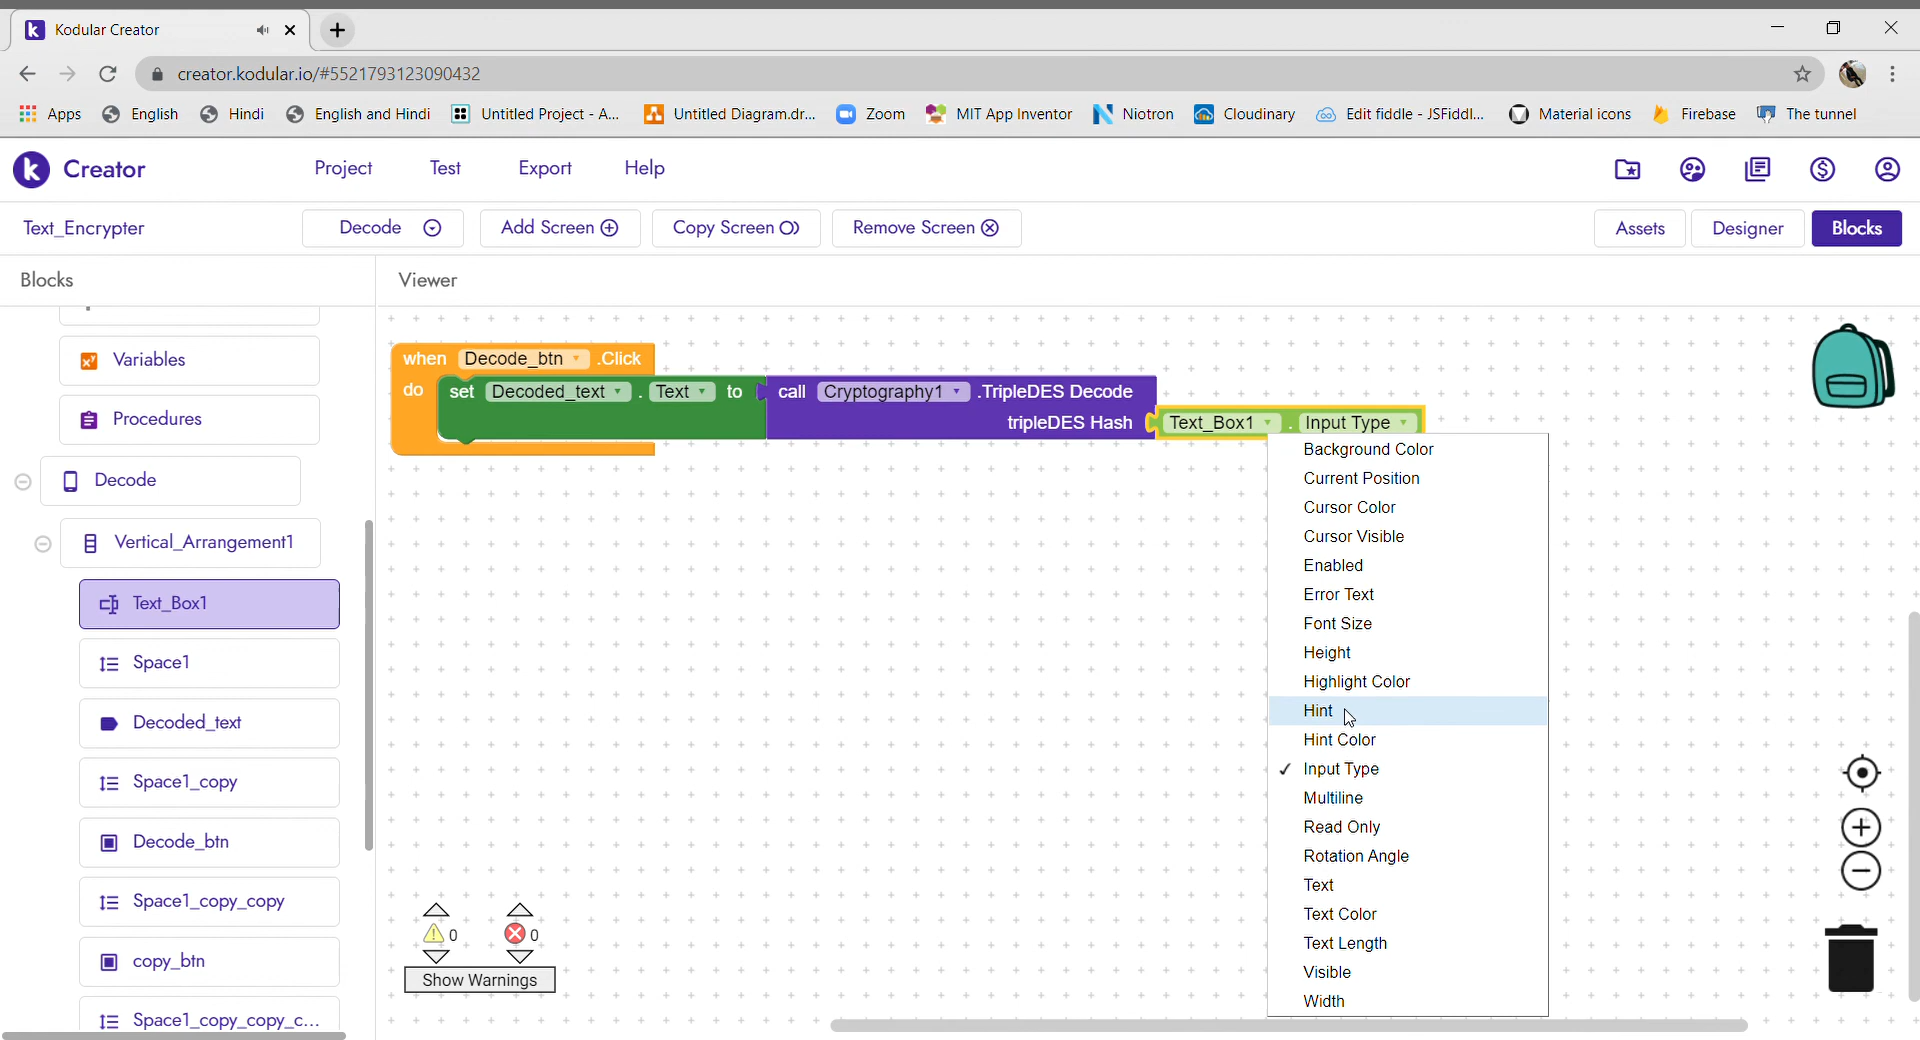 Kodular Creator
creator.kodular.io/#5521793123090432
Apps English Hindi English and Hindi Untitled Project - A... Untitled Diagram.dr... Zoom MIT App Inventor Niotron Cloudinary Edit fiddle - JSFiddl... Material icons Firebase The tunnel
Creator Project Test Export Help
Text_Encrypter Decode Add Screen Copy Screen Remove Screen Assets Designer Blocks
Blocks Viewer
Variables
Procedures
Decode
Vertical_Arrangement1
Text_Box1
Space1
Decoded_text
Space1_copy
Decode_btn
Space1_copy_copy
copy_btn
Space1_copy_copy_c...
when Decode_btn .Click
do set Decoded_text . Text to call Cryptography1 .TripleDES Decode
tripleDES Hash Text_Box1 . Input Type
Background Color
Current Position
Cursor Color
Cursor Visible
Enabled
Error Text
Font Size
Height
Highlight Color
Hint
Hint Color
✓ Input Type
Multiline
Read Only
Rotation Angle
Text
Text Color
Text Length
Visible
Width
0 0
Show Warnings